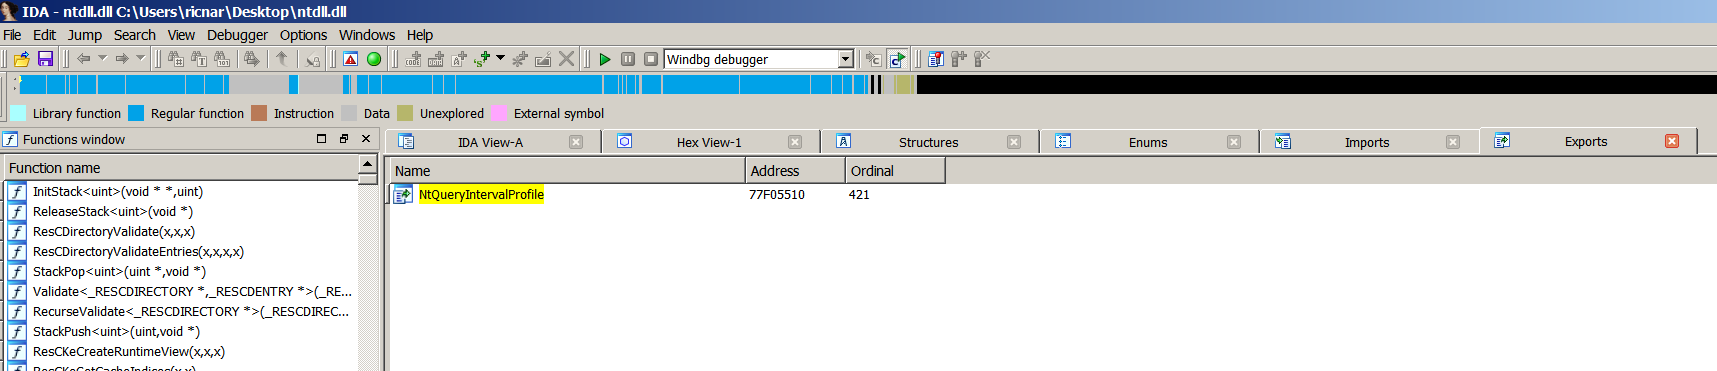 IDA - ntdll.dll C:\Users\ricnar\Desktop\ntdll.dll
File Edit Jump Search View Debugger Options Windows Help
Windbg debugger
Library function Regular function Instruction Data Unexplored External symbol
Functions window
IDA View-A Hex View-1 Structures Enums Imports Exports
Function name
Name Address Ordinal
NtQueryIntervalProfile 77F05510 421
InitStack<uint>(void * *,uint)
ReleaseStack<uint>(void *)
ResCDirectoryValidate(x,x,x)
ResCDirectoryValidateEntries(x,x,x,x)
StackPop<uint>(uint *,void *)
Validate<_RESCDIRECTORY *,_RESCDENTRY *>(_RE...
RecurseValidate<_RESCDIRECTORY *>(_RESCDIREC...
StackPush<uint>(uint,void *)
ResCKeCreateRuntimeView(x,x,x)
ResCKeGetCacheIndices(x,x)